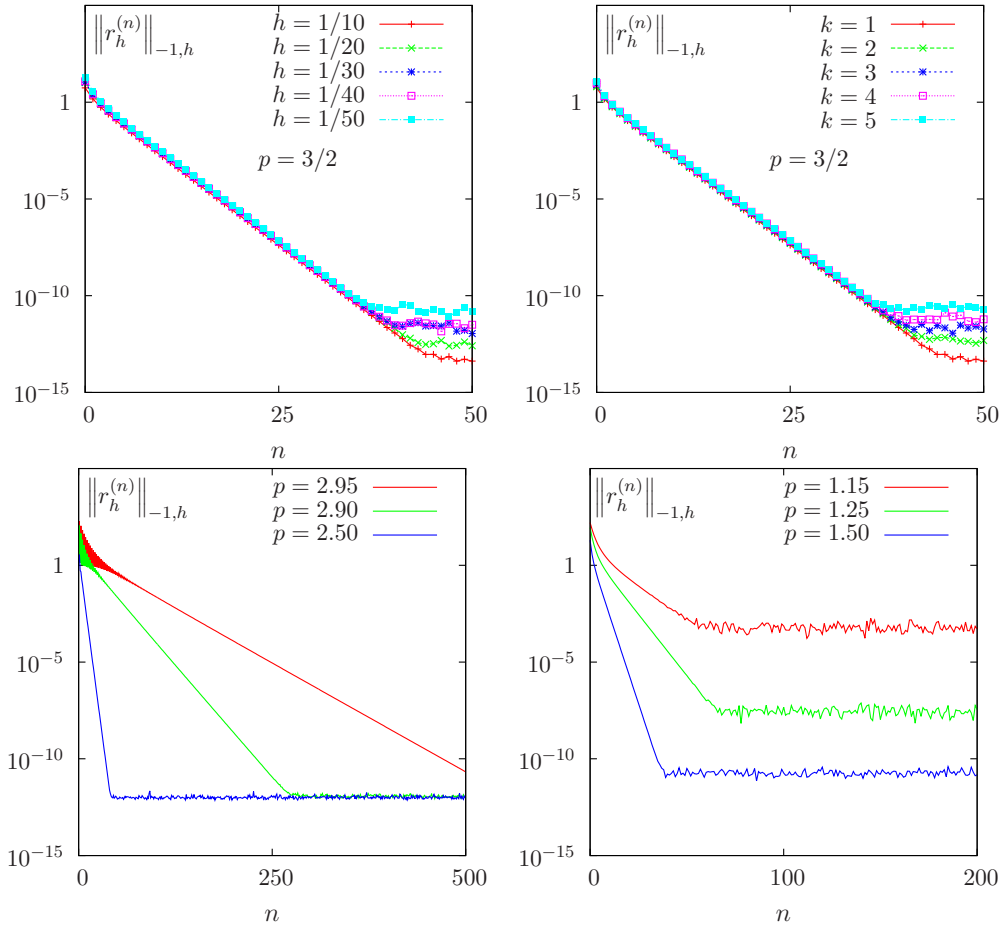 ‖r_h^{(n)}‖_{−1,h}
h = 1/10
h = 1/20
h = 1/30
h = 1/40
h = 1/50
p = 3/2
1
10^{−5}
10^{−10}
10^{−15}
0 25 50
n
‖r_h^{(n)}‖_{−1,h}
k = 1
k = 2
k = 3
k = 4
k = 5
p = 3/2
1
10^{−5}
10^{−10}
10^{−15}
0 25 50
n
‖r_h^{(n)}‖_{−1,h}
p = 2.95
p = 2.90
p = 2.50
1
10^{−5}
10^{−10}
10^{−15}
0 250 500
n
‖r_h^{(n)}‖_{−1,h}
p = 1.15
p = 1.25
p = 1.50
1
10^{−5}
10^{−10}
10^{−15}
0 100 200
n